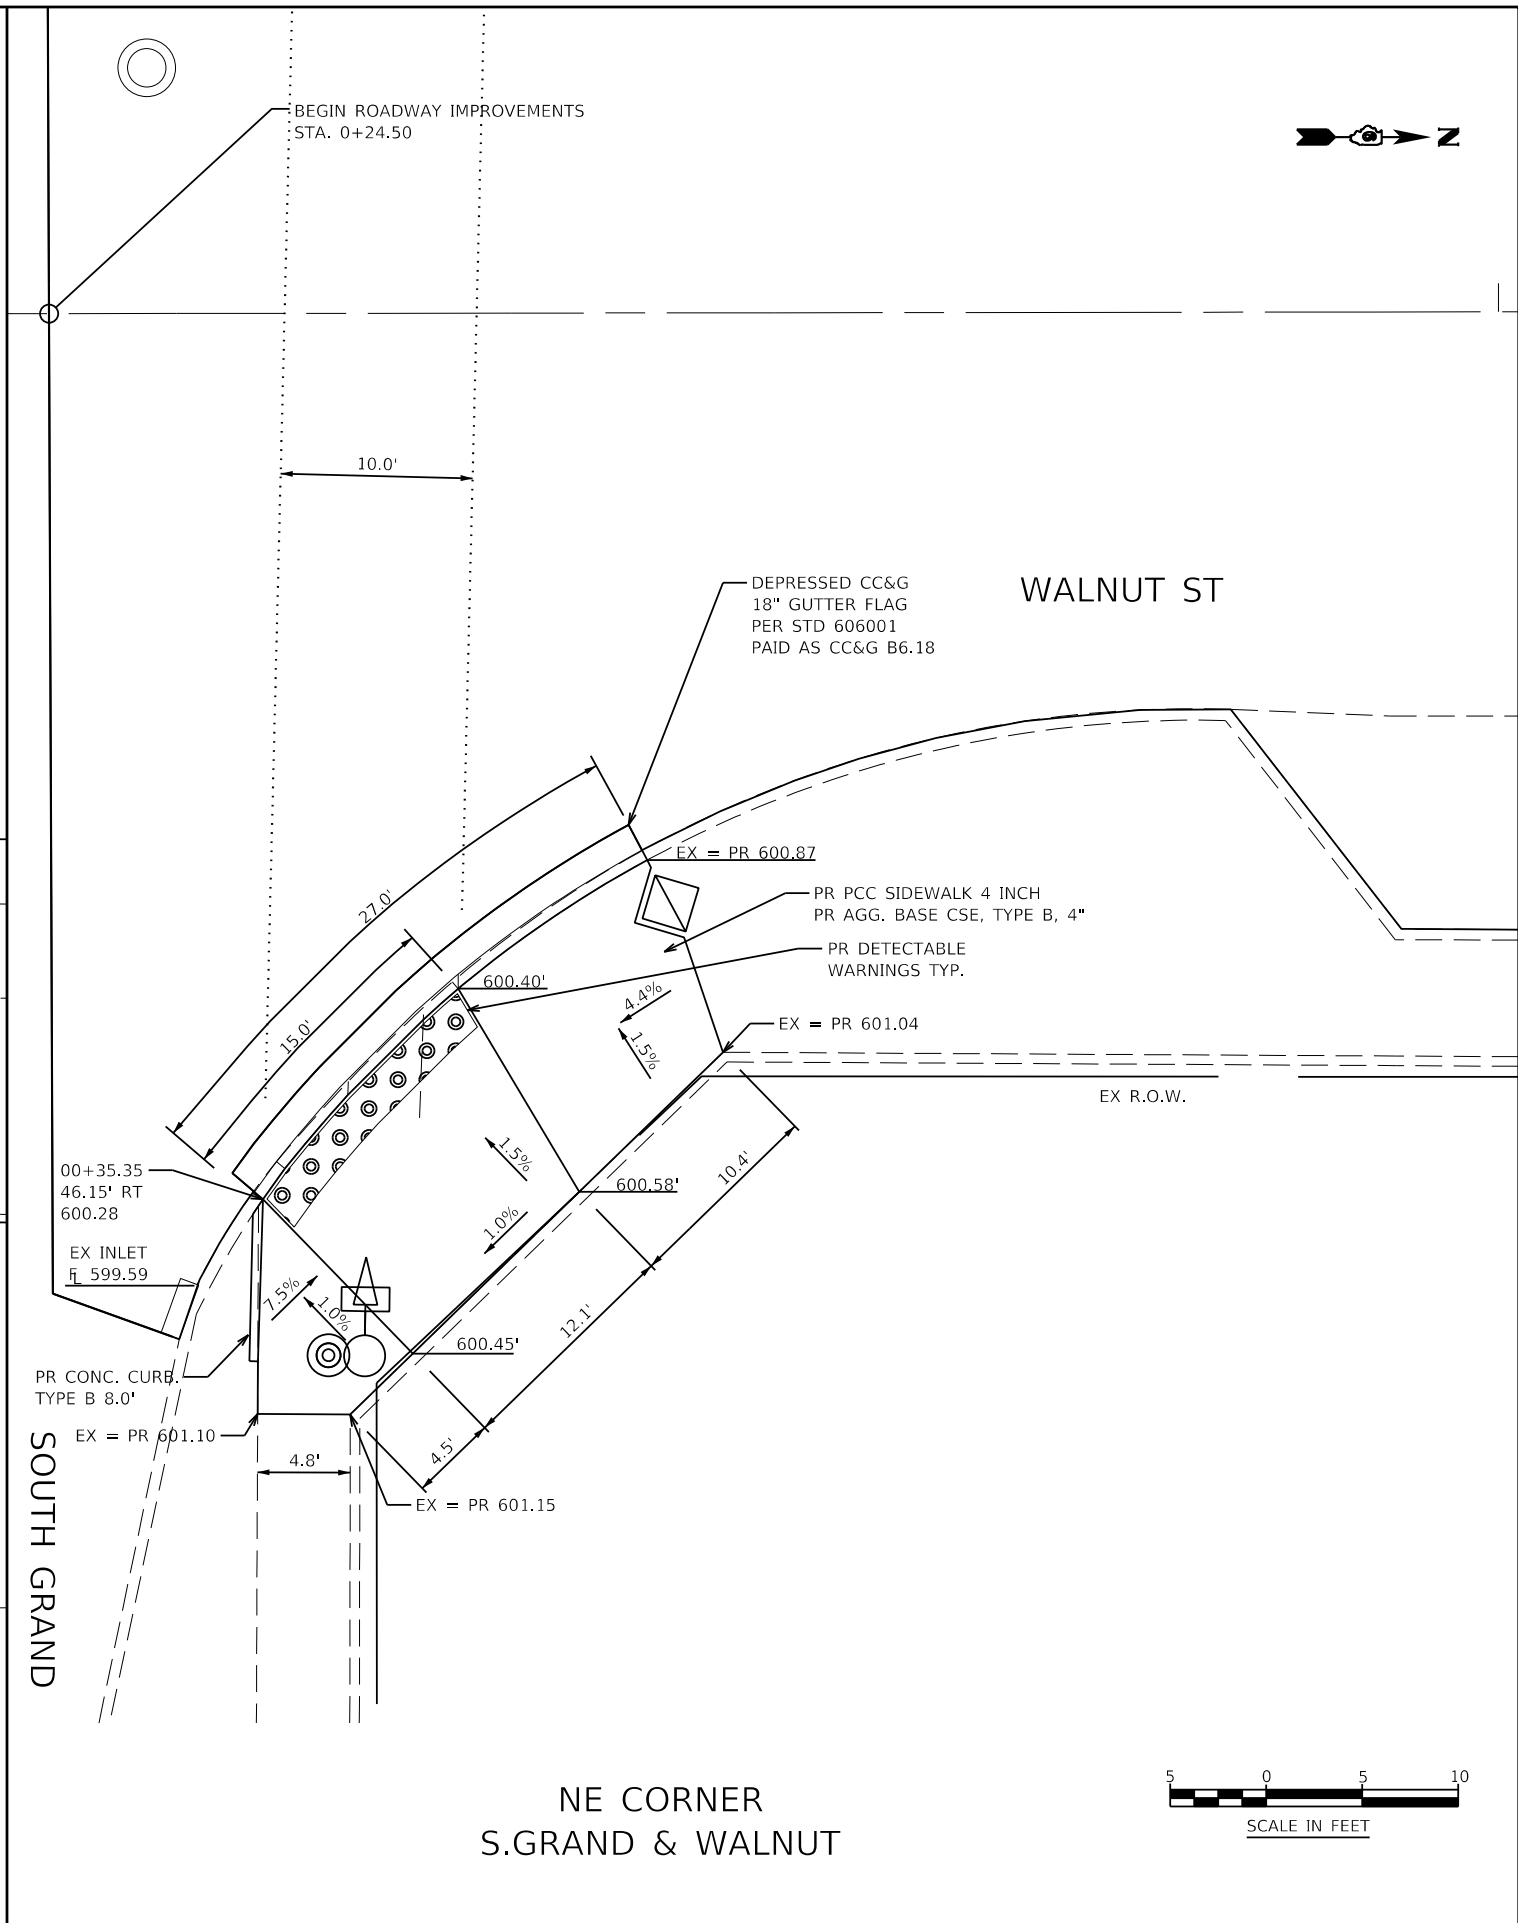 BEGIN ROADWAY IMPROVEMENTS
STA. 0+24.50
N
10.0'
DEPRESSED CC&G
18" GUTTER FLAG
PER STD 606001
PAID AS CC&G B6.18
WALNUT ST
EX = PR 600.87
PR PCC SIDEWALK 4 INCH
PR AGG. BASE CSE, TYPE B, 4"
27.0'
PR DETECTABLE
WARNINGS TYP.
600.40'
4.4%
15.0'
1.5%
EX = PR 601.04
EX R.O.W.
1.5%
10.4'
00+35.35
46.15' RT
600.28
600.58'
1.0%
EX INLET
FL 599.59
7.5%
1.0%
12.1'
600.45'
PR CONC. CURB.
TYPE B 8.0'
EX = PR 601.10
4.8'
4.5'
EX = PR 601.15
SOUTH GRAND
NE CORNER
S.GRAND & WALNUT
5 0 5 10
SCALE IN FEET